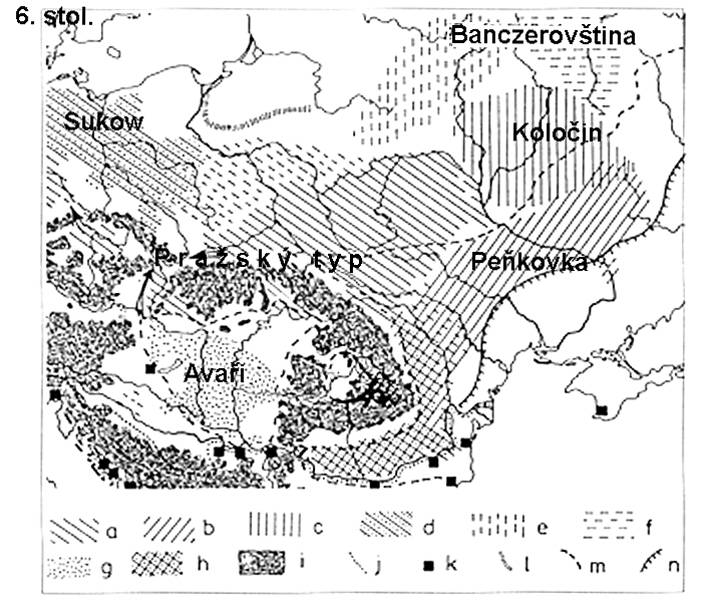 6. stol.
Banczerovština
Sukow
Koločin
Pražský typ
Peňkovka
Avaři
a b c d e f
g h i j k l m n